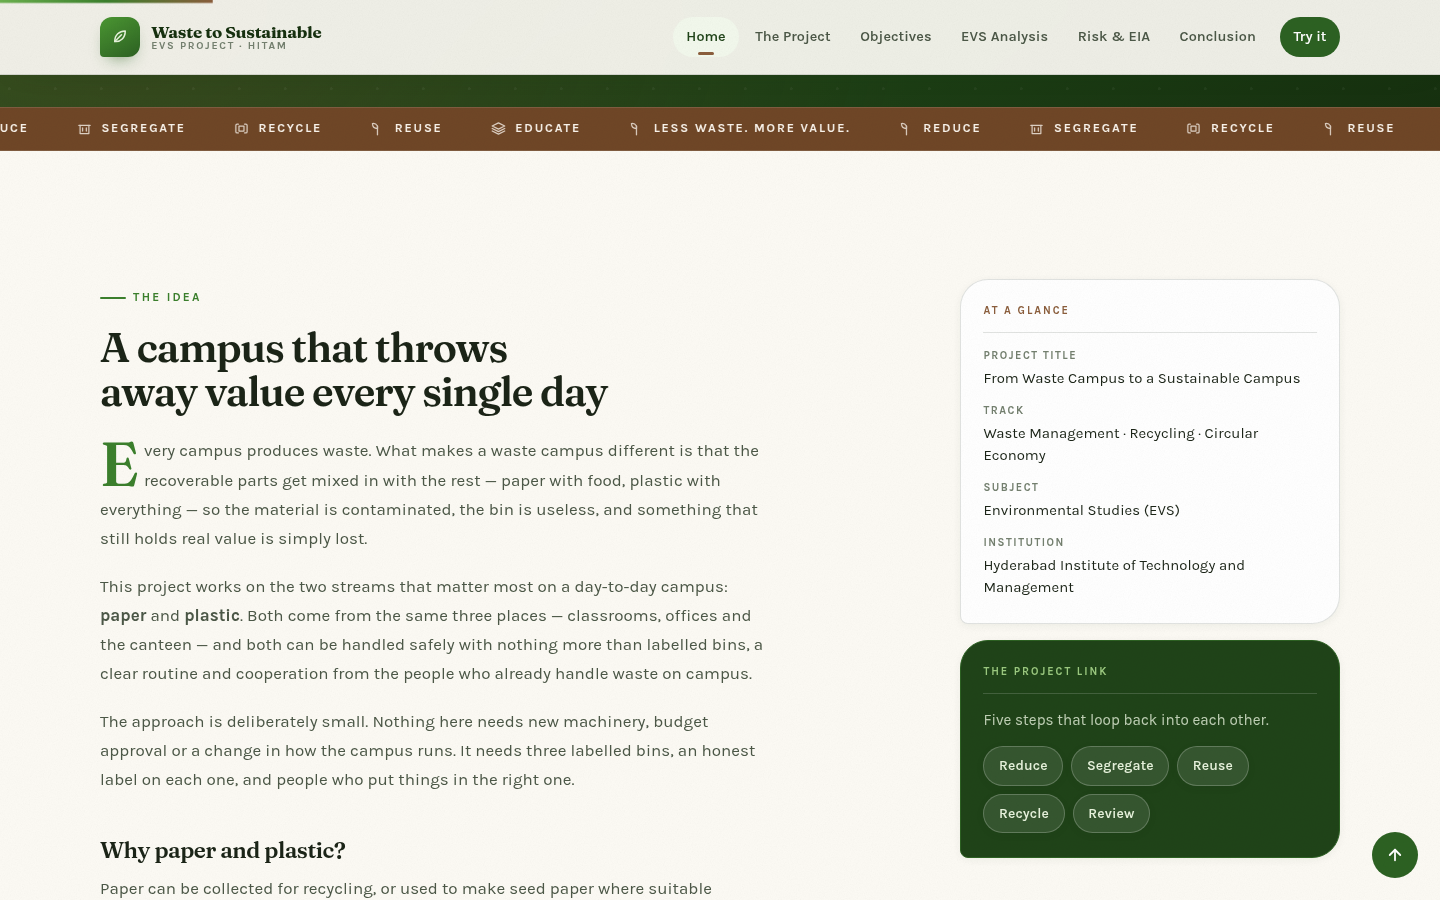 Waste to Sustainable
EVS PROJECT · HITAM
Home
The Project
Objectives
EVS Analysis
Risk & EIA
Conclusion
Try it
UCE SEGREGATE RECYCLE REUSE EDUCATE LESS WASTE. MORE VALUE. REDUCE SEGREGATE RECYCLE REUSE
THE IDEA
A campus that throws
away value every single day
Every campus produces waste. What makes a waste campus different is that the
recoverable parts get mixed in with the rest — paper with food, plastic with
everything — so the material is contaminated, the bin is useless, and something that
still holds real value is simply lost.
This project works on the two streams that matter most on a day-to-day campus:
paper and plastic. Both come from the same three places — classrooms, offices and
the canteen — and both can be handled safely with nothing more than labelled bins, a
clear routine and cooperation from the people who already handle waste on campus.
The approach is deliberately small. Nothing here needs new machinery, budget
approval or a change in how the campus runs. It needs three labelled bins, an honest
label on each one, and people who put things in the right one.
Why paper and plastic?
Paper can be collected for recycling, or used to make seed paper where suitable
AT A GLANCE
PROJECT TITLE
From Waste Campus to a Sustainable Campus
TRACK
Waste Management · Recycling · Circular
Economy
SUBJECT
Environmental Studies (EVS)
INSTITUTION
Hyderabad Institute of Technology and
Management
THE PROJECT LINK
Five steps that loop back into each other.
Reduce
Segregate
Reuse
Recycle
Review